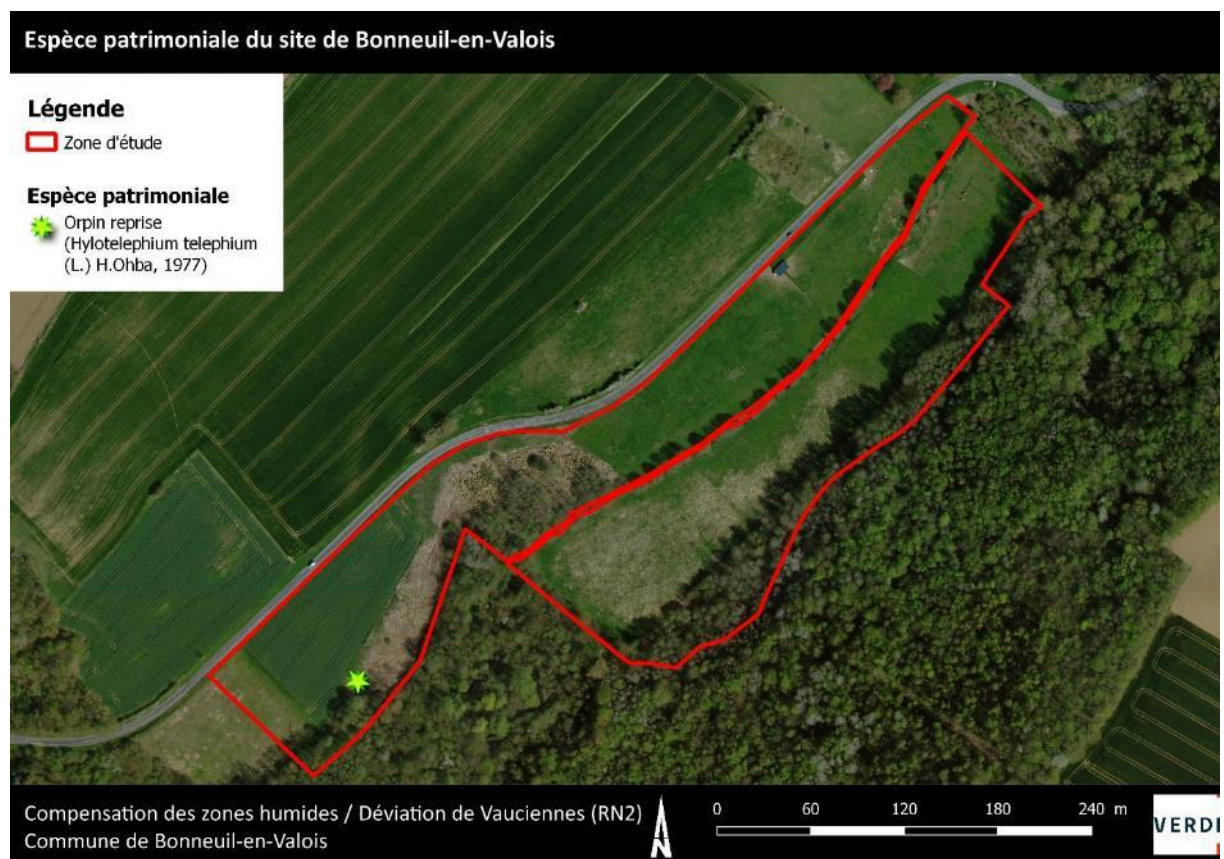 Espèce patrimoniale du site de Bonneuil-en-Valois
Légende
Zone d'étude
Espèce patrimoniale
Orpin reprise
(Hylotelephium telephium
(L.) H.Ohba, 1977)
Compensation des zones humides / Déviation de Vauciennes (RN2)
Commune de Bonneuil-en-Valois
N
0 60 120 180 240 m
VERDI